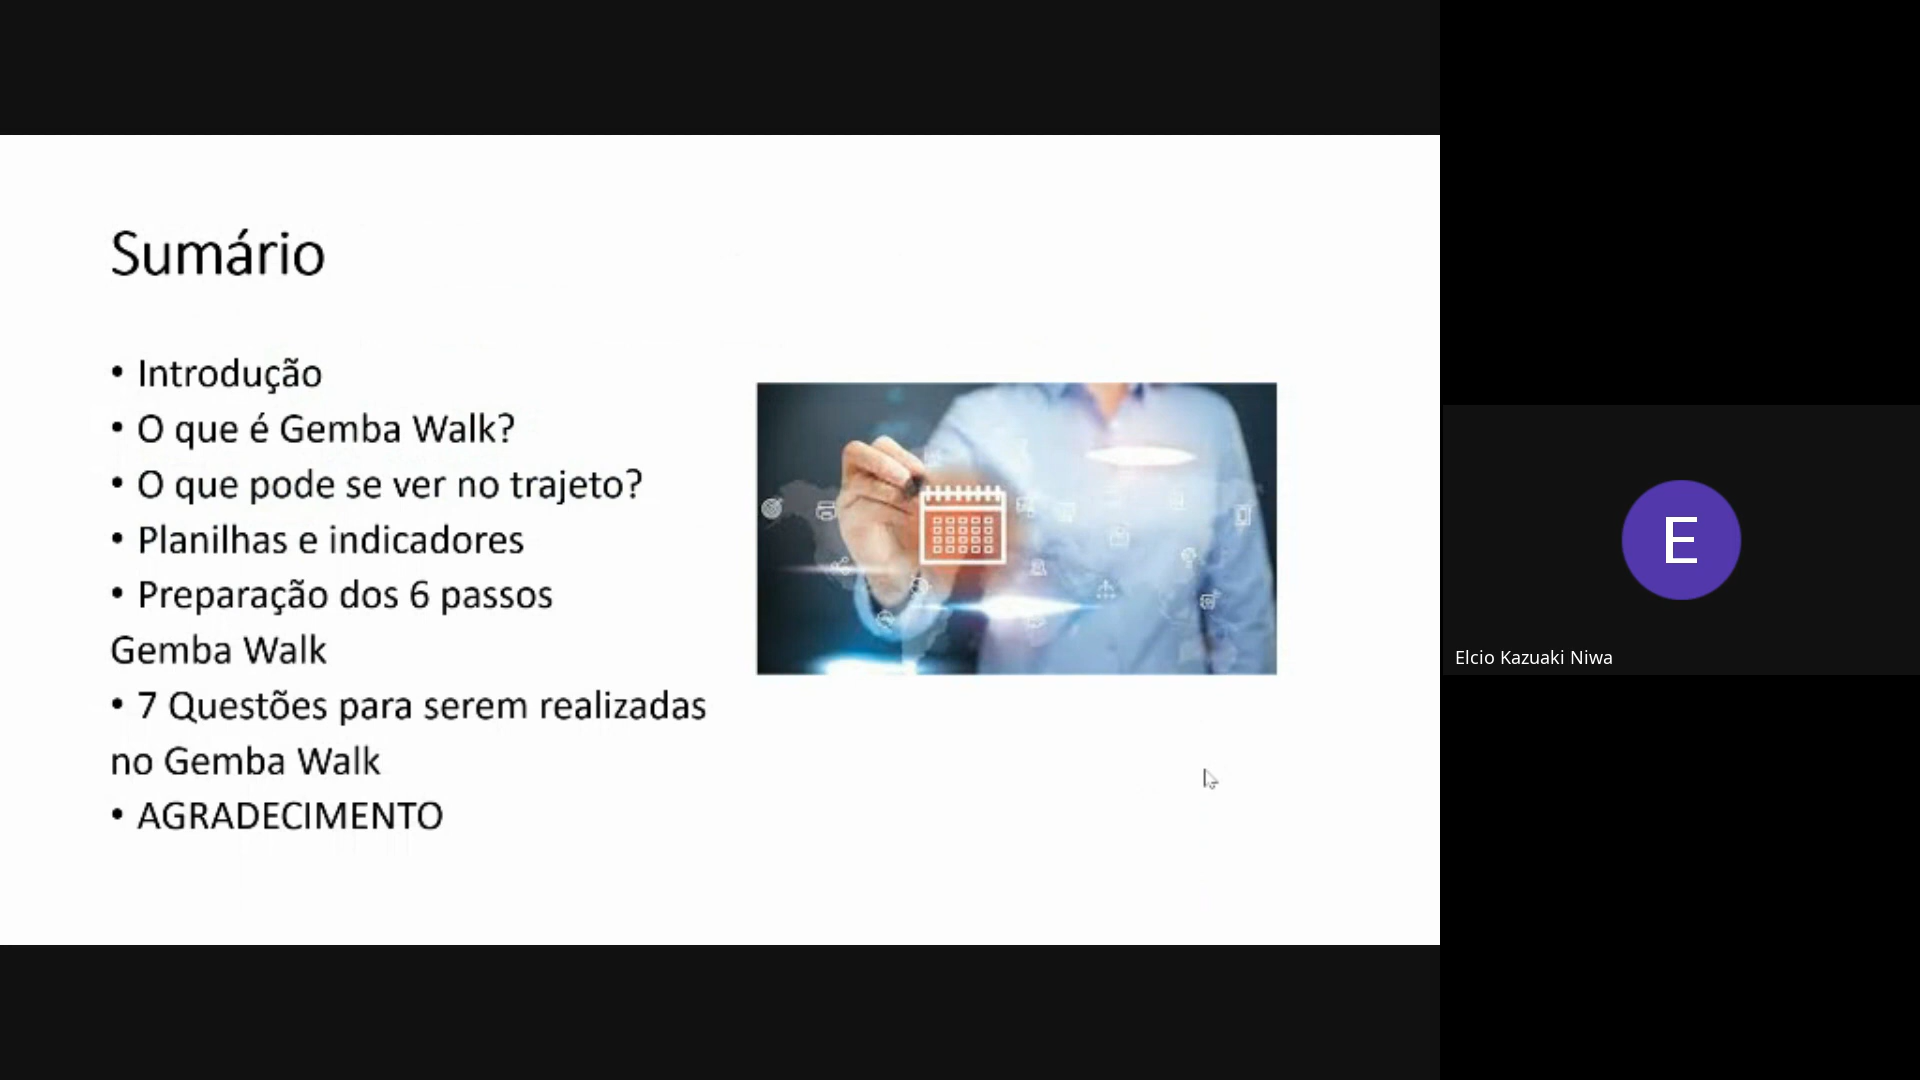 Sumário
• Introdução
• O que é Gemba Walk?
• O que pode se ver no trajeto?
• Planilhas e indicadores
• Preparação dos 6 passos
Gemba Walk
• 7 Questões para serem realizadas
no Gemba Walk
• AGRADECIMENTO
E
Elcio Kazuaki Niwa